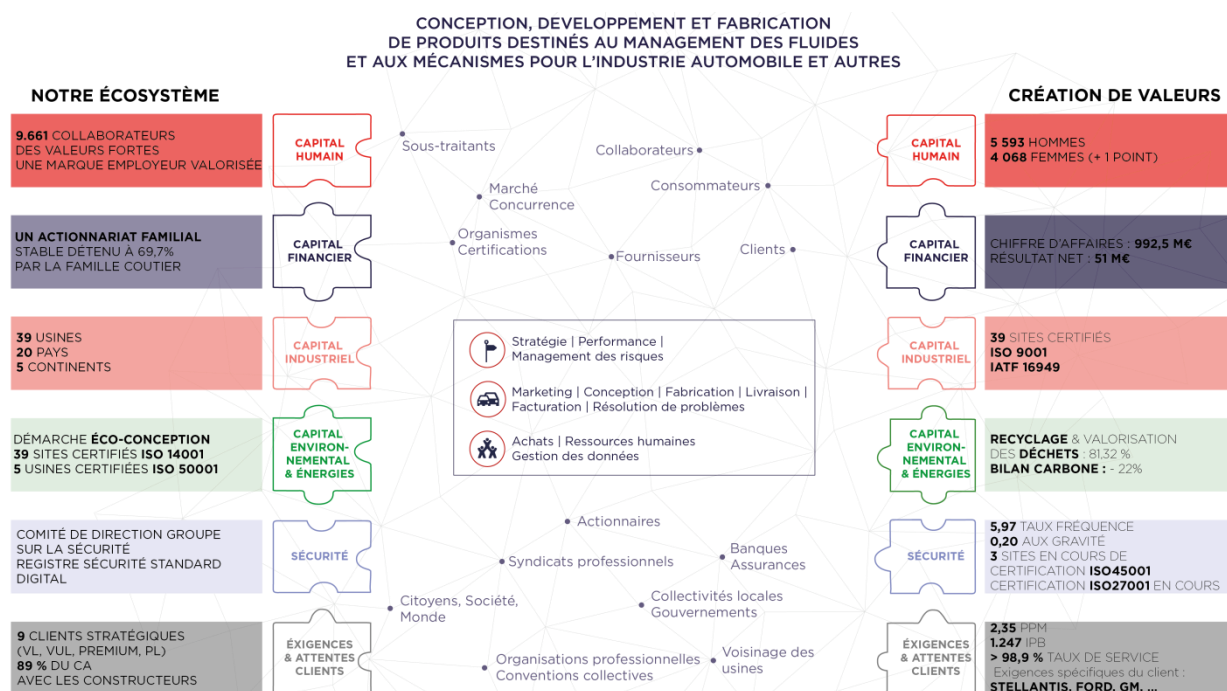 CONCEPTION, DEVELOPPEMENT ET FABRICATION
DE PRODUITS DESTINÉS AU MANAGEMENT DES FLUIDES
ET AUX MÉCANISMES POUR L'INDUSTRIE AUTOMOBILE ET AUTRES
NOTRE ÉCOSYSTÈME
9.661 COLLABORATEURS
DES VALEURS FORTES
UNE MARQUE EMPLOYEUR VALORISÉE
CAPITAL
HUMAIN
UN ACTIONNARIAT FAMILIAL
STABLE DÉTENU À 69,7%
PAR LA FAMILLE COUTIER
CAPITAL
FINANCIER
39 USINES
20 PAYS
5 CONTINENTS
CAPITAL
INDUSTRIEL
DÉMARCHE ÉCO-CONCEPTION
39 SITES CERTIFIÉS ISO 14001
5 USINES CERTIFIÉES ISO 50001
CAPITAL
ENVIRON-
NEMENTAL
& ÉNERGIES
COMITÉ DE DIRECTION GROUPE
SUR LA SÉCURITÉ
REGISTRE SÉCURITÉ STANDARD
DIGITAL
SÉCURITÉ
9 CLIENTS STRATÉGIQUES
(VL, VUL, PREMIUM, PL)
89 % DU CA
AVEC LES CONSTRUCTEURS
ÉXIGENCES
& ATTENTES
CLIENTS
Sous-traitants
Collaborateurs
Marché
Concurrence
Consommateurs
Organismes
Certifications
Fournisseurs
Clients
Stratégie | Performance |
Management des risques
Marketing | Conception | Fabrication | Livraison |
Facturation | Résolution de problèmes
Achats | Ressources humaines
Gestion des données
Actionnaires
Syndicats professionnels
Banques
Assurances
Citoyens, Société,
Monde
Collectivités locales
Gouvernements
Organisations professionnelles
Conventions collectives
Voisinage des
usines
CRÉATION DE VALEURS
CAPITAL
HUMAIN
5 593 HOMMES
4 068 FEMMES (+ 1 POINT)
CAPITAL
FINANCIER
CHIFFRE D'AFFAIRES : 992,5 M€
RÉSULTAT NET : 51 M€
CAPITAL
INDUSTRIEL
39 SITES CERTIFIÉS
ISO 9001
IATF 16949
CAPITAL
ENVIRON-
NEMENTAL
& ÉNERGIES
RECYCLAGE & VALORISATION
DES DÉCHETS : 81,32 %
BILAN CARBONE : - 22%
SÉCURITÉ
5,97 TAUX FRÉQUENCE
0,20 AUX GRAVITÉ
3 SITES EN COURS DE
CERTIFICATION ISO45001
CERTIFICATION ISO27001 EN COURS
ÉXIGENCES
& ATTENTES
CLIENTS
2,35 PPM
1.247 IPB
> 98,9 % TAUX DE SERVICE
Exigences spécifiques du client :
STELLANTIS, FORD, GM, ...